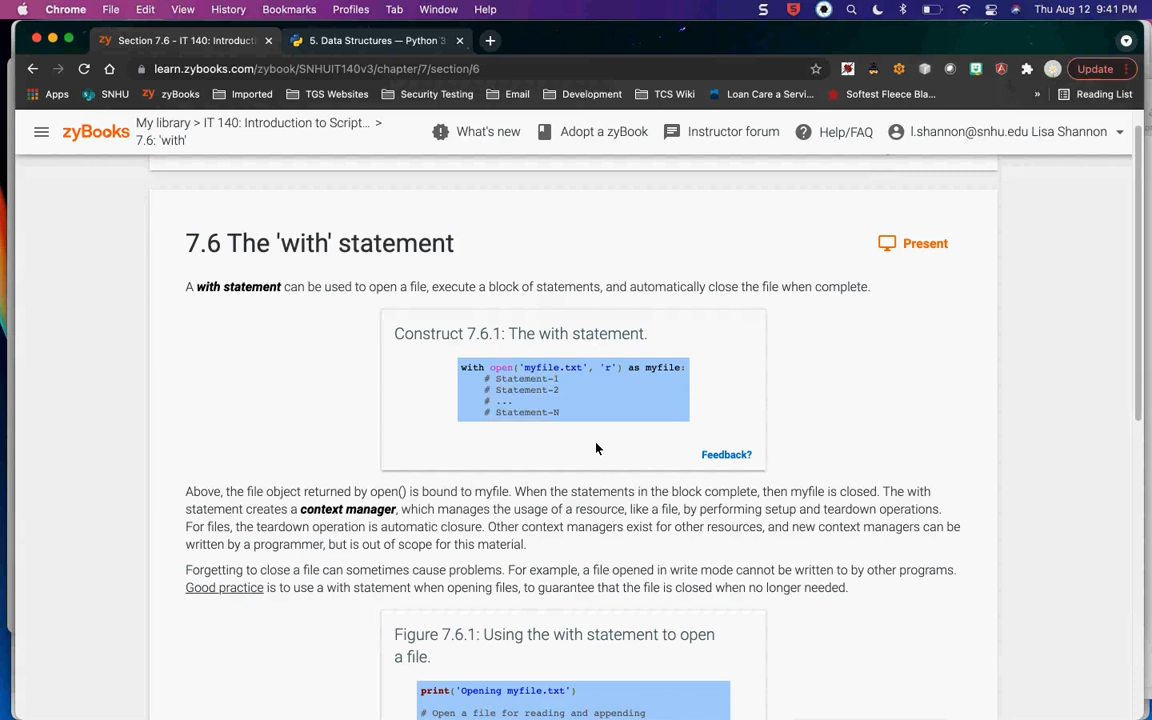 Chrome File Edit View History Bookmarks Profiles Tab Window Help Thu Aug 12 9:41 PM
Section 7.6 - IT 140: Introduct 5. Data Structures — Python 3
learn.zybooks.com/zybook/SNHUIT140v3/chapter/7/section/6 Update
Apps SNHU zyBooks Imported TGS Websites Security Testing Email Development TCS Wiki Loan Care a Servi... Softest Fleece Bla... » Reading List
zyBooks My library > IT 140: Introduction to Script... >
7.6: 'with'
What's new Adopt a zyBook Instructor forum Help/FAQ l.shannon@snhu.edu Lisa Shannon
7.6 The 'with' statement
Present
A with statement can be used to open a file, execute a block of statements, and automatically close the file when complete.
Construct 7.6.1: The with statement.
with open('myfile.txt', 'r') as myfile:
# Statement-1
# Statement-2
# ...
# Statement-N
Feedback?
Above, the file object returned by open() is bound to myfile. When the statements in the block complete, then myfile is closed. The with
statement creates a context manager, which manages the usage of a resource, like a file, by performing setup and teardown operations.
For files, the teardown operation is automatic closure. Other context managers exist for other resources, and new context managers can be
written by a programmer, but is out of scope for this material.
Forgetting to close a file can sometimes cause problems. For example, a file opened in write mode cannot be written to by other programs.
Good practice is to use a with statement when opening files, to guarantee that the file is closed when no longer needed.
Figure 7.6.1: Using the with statement to open
a file.
print('Opening myfile.txt')
# Open a file for reading and appending